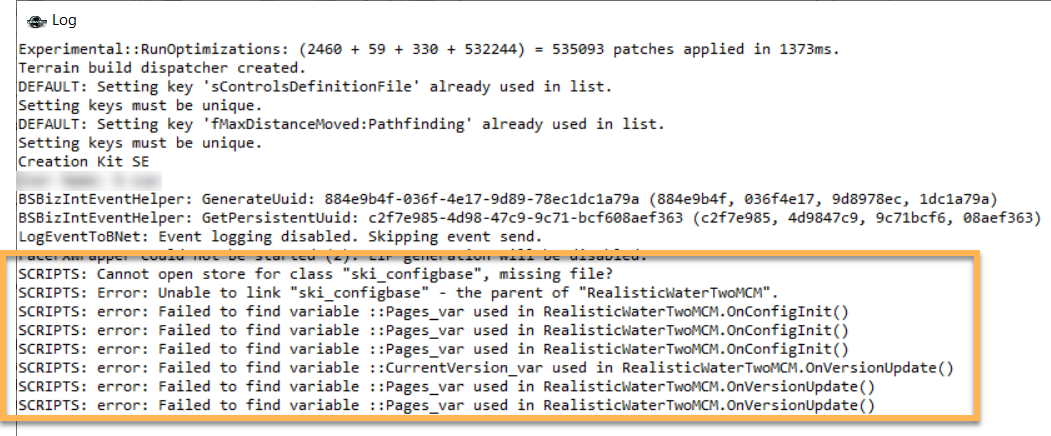 Log
Experimental::RunOptimizations: (2460 + 59 + 330 + 532244) = 535093 patches applied in 1373ms.
Terrain build dispatcher created.
DEFAULT: Setting key 'sControlsDefinitionFile' already used in list.
Setting keys must be unique.
DEFAULT: Setting key 'fMaxDistanceMoved:Pathfinding' already used in list.
Setting keys must be unique.
Creation Kit SE
BSBizIntEventHelper: GenerateUuid: 884e9b4f-036f-4e17-9d89-78ec1dc1a79a (884e9b4f, 036f4e17, 9d8978ec, 1dc1a79a)
BSBizIntEventHelper: GetPersistentUuid: c2f7e985-4d98-47c9-9c71-bcf608aef363 (c2f7e985, 4d9847c9, 9c71bcf6, 08aef363)
LogEventToBNet: Event logging disabled. Skipping event send.
FaceFXWrapper could not be started (2). LIP generation will be disabled.
SCRIPTS: Cannot open store for class "ski_configbase", missing file?
SCRIPTS: Error: Unable to link "ski_configbase" - the parent of "RealisticWaterTwoMCM".
SCRIPTS: error: Failed to find variable ::Pages_var used in RealisticWaterTwoMCM.OnConfigInit()
SCRIPTS: error: Failed to find variable ::Pages_var used in RealisticWaterTwoMCM.OnConfigInit()
SCRIPTS: error: Failed to find variable ::Pages_var used in RealisticWaterTwoMCM.OnConfigInit()
SCRIPTS: error: Failed to find variable ::CurrentVersion_var used in RealisticWaterTwoMCM.OnVersionUpdate()
SCRIPTS: error: Failed to find variable ::Pages_var used in RealisticWaterTwoMCM.OnVersionUpdate()
SCRIPTS: error: Failed to find variable ::Pages_var used in RealisticWaterTwoMCM.OnVersionUpdate()